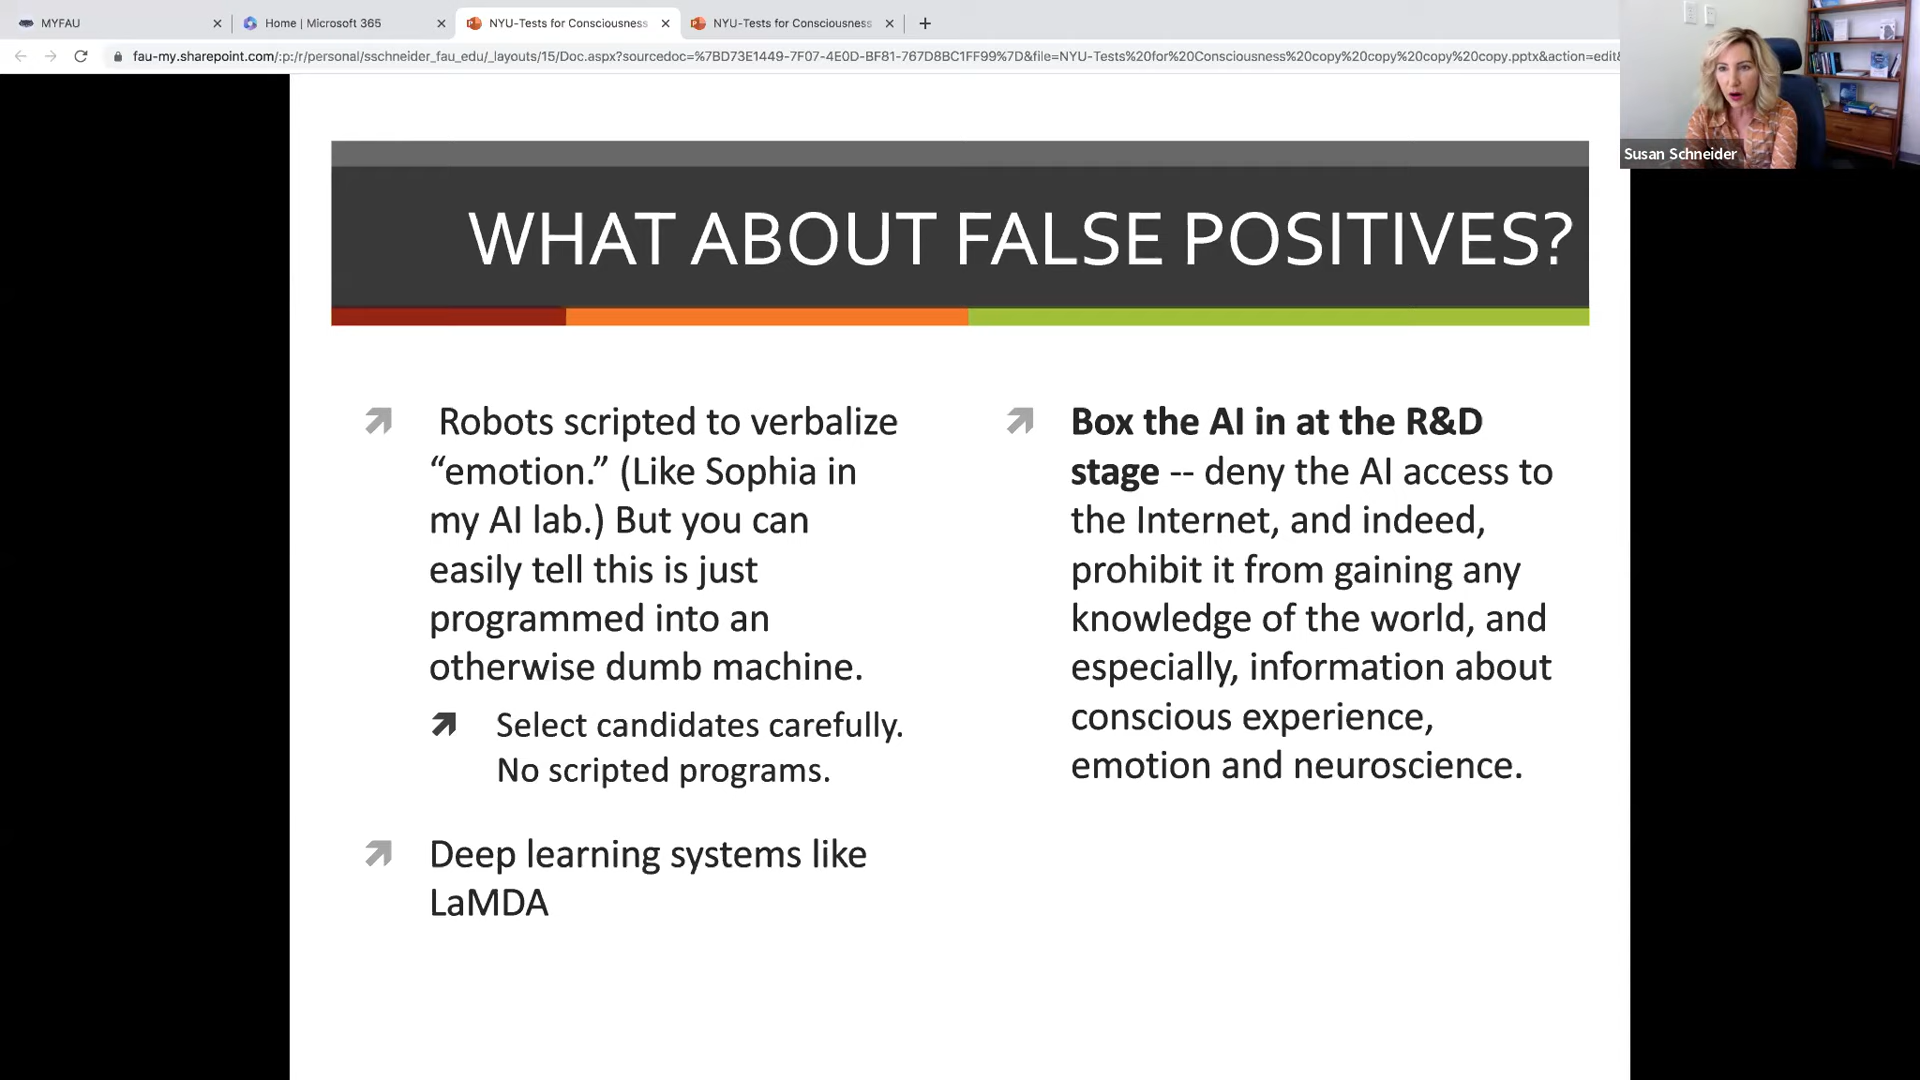 MYFAU
Home | Microsoft 365
NYU-Tests for Consciousness
NYU-Tests for Consciousness
fau-my.sharepoint.com/:p:/r/personal/sschneider_fau_edu/_layouts/15/Doc.aspx?sourcedoc=%7BD73E1449-7F07-4E0D-BF81-767D8BC1FF99%7D&file=NYU-Tests%20for%20Consciousness%20copy%20copy%20copy%20copy.pptx&action=edit&
Susan Schneider
WHAT ABOUT FALSE POSITIVES?
Robots scripted to verbalize
“emotion.” (Like Sophia in
my AI lab.) But you can
easily tell this is just
programmed into an
otherwise dumb machine.
Select candidates carefully.
No scripted programs.
Deep learning systems like
LaMDA
Box the AI in at the R&D
stage -- deny the AI access to
the Internet, and indeed,
prohibit it from gaining any
knowledge of the world, and
especially, information about
conscious experience,
emotion and neuroscience.